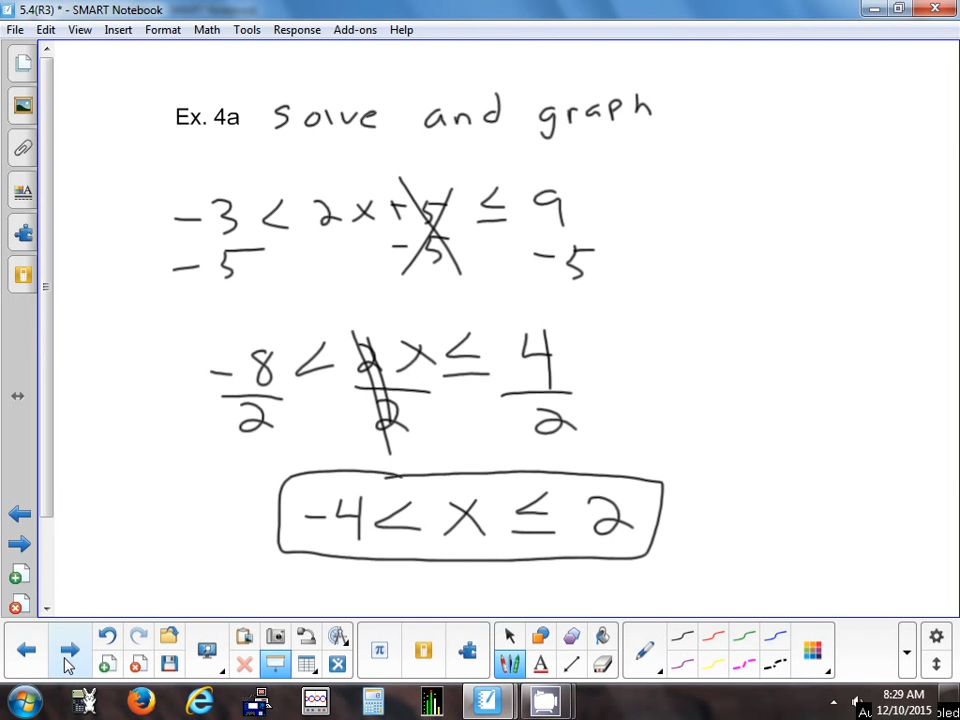 5.4(R3) * - SMART Notebook
File Edit View Insert Format Math Tools Response Add-ons Help
Ex. 4a solve and graph
-3 < 2x + 5 ≤ 9
-5 -5 -5
-8 < 2x ≤ 4
2 2 2
-4 < x ≤ 2
π
A
8:29 AM
12/10/2015